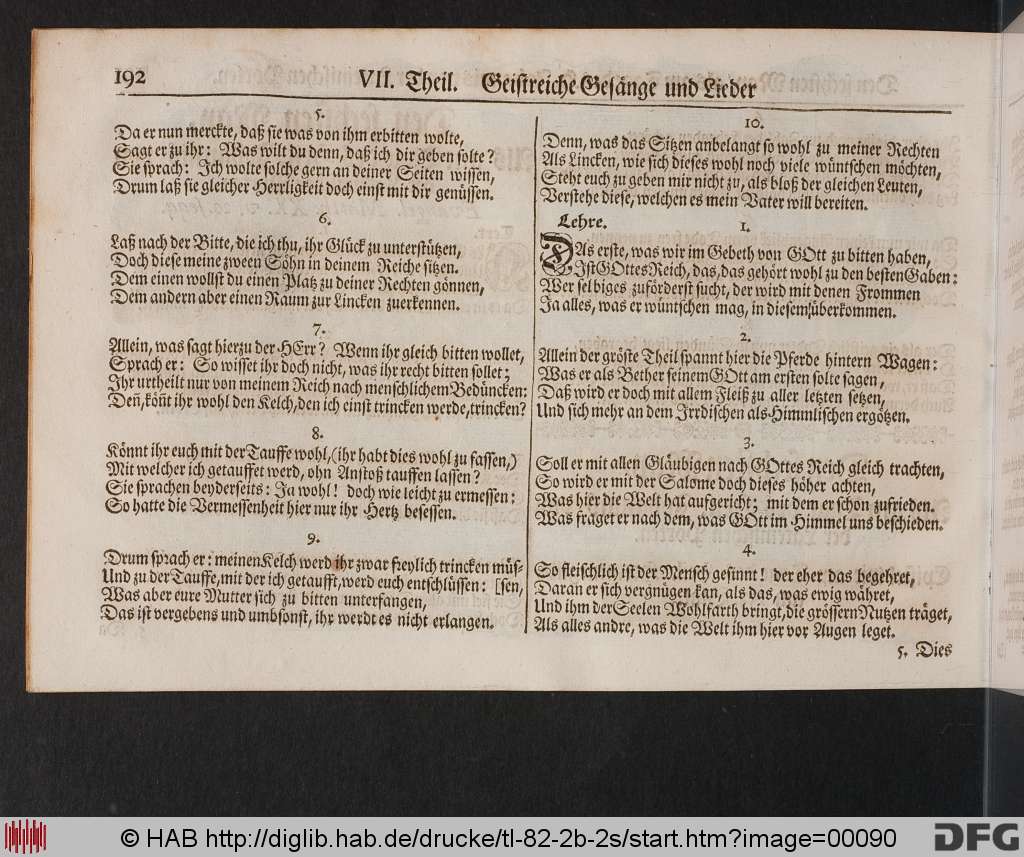 192
VII. Theil. Geistreiche Gesänge und Lieder
5.
Da er nun merckte, daß sie was von ihm erbitten wolte,
Sagt er zu ihr: Was wilt du denn, daß ich dir geben solte?
Sie sprach: Ich wolte solche gern an deiner Seiten wissen,
Drum laß sie gleicher Herrligkeit doch einst mit dir genüssen.
6.
Laß nach der Bitte, die ich thu, ihr Glück zu unterstützen,
Doch diese meine zween Söhn in deinem Reiche sitzen.
Dem einen wollst du einen Platz zu deiner Rechten gönnen,
Dem andern aber einen Raum zur Lincken zuerkennen.
7.
Allein, was sagt hierzu der HErr? Wenn ihr gleich bitten wollet,
Sprach er: So wisset ihr doch nicht, was ihr recht bitten sollet;
Ihr urtheilt nur von meinem Reich nach menschlichem Bedüncken:
Deñ, köñt ihr wohl den Kelch, den ich einst trincken werde, trincken?
8.
Könnt ihr euch mit der Tauffe wohl, (ihr habt dies wohl zu fassen,)
Mit welcher ich getauffet werd, ohn Anstoß tauffen lassen?
Sie sprachen beyderseits: Ja wohl! doch wie leicht zu ermessen:
So hatte die Vermessenheit hier nur ihr Hertz besessen.
9.
Drum sprach er: meinen Kelch werd ihr zwar freylich trincken müs-
Und zu der Tauffe, mit der ich getaufft, werd euch entschlüssen: [sen,
Was aber eure Mutter sich zu bitten unterfangen,
Das ist vergebens und umbsonst, ihr werdt es nicht erlangen.
10.
Denn, was das Sitzen anbelangt so wohl zu meiner Rechten
Als Lincken, wie sich dieses wohl noch viele wüntschen möchten,
Steht euch zu geben mir nicht zu, als bloß der gleichen Leuten,
Verstehe diese, welchen es mein Vater will bereiten.
Lehre.
1.
DAs erste, was wir im Gebeth von GOtt zu bitten haben,
Ist GOttes Reich, das, das gehört wohl zu den besten Gaben:
Wer selbiges zuförderst sucht, der wird mit denen Frommen
Ja alles, was er wüntschen mag, in diesem überkommen.
2.
Allein der gröste Theil spannt hier die Pferde hintern Wagen:
Was er als Bether seinem GOtt am ersten solte sagen,
Daß wird er doch mit allem Fleiß zu aller letzten setzen,
Und sich mehr an dem Irrdischen als Himmlischen ergötzen.
3.
Soll er mit allen Gläubigen nach GOttes Reich gleich trachten,
So wird er mit der Salome doch dieses höher achten,
Was hier die Welt hat aufgericht; mit dem er schon zufrieden.
Was fraget er nach dem, was GOtt im Himmel uns beschieden.
4.
So fleischlich ist der Mensch gesinnt! der eher das begehret,
Daran er sich vergnügen kan, als das, was ewig währet,
Und ihm der Seelen Wohlfarth bringt, die grössern Nutzen träget,
Als alles andre, was die Welt ihm hier vor Augen leget.
5. Dies
© HAB http://diglib.hab.de/drucke/tl-82-2b-2s/start.htm?image=00090
DFG